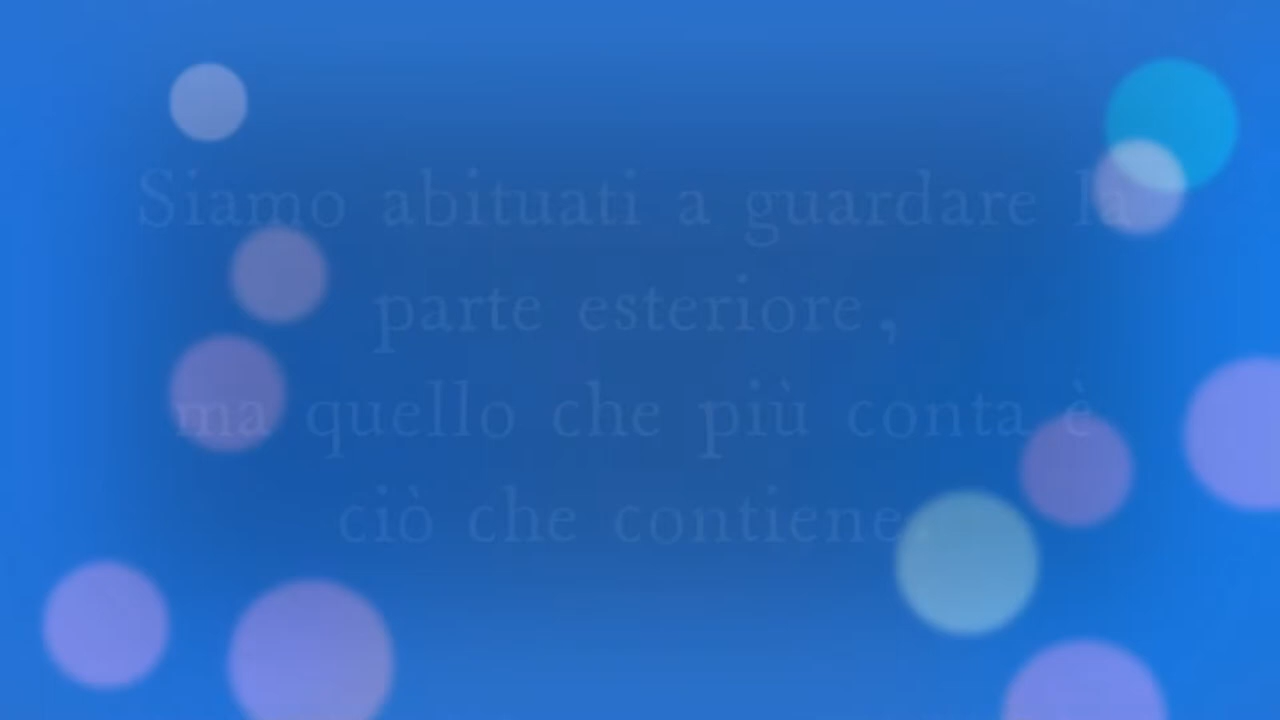 Siamo abituati a guardare la
parte esteriore ,
ma quello che più conta è
ciò che contiene.